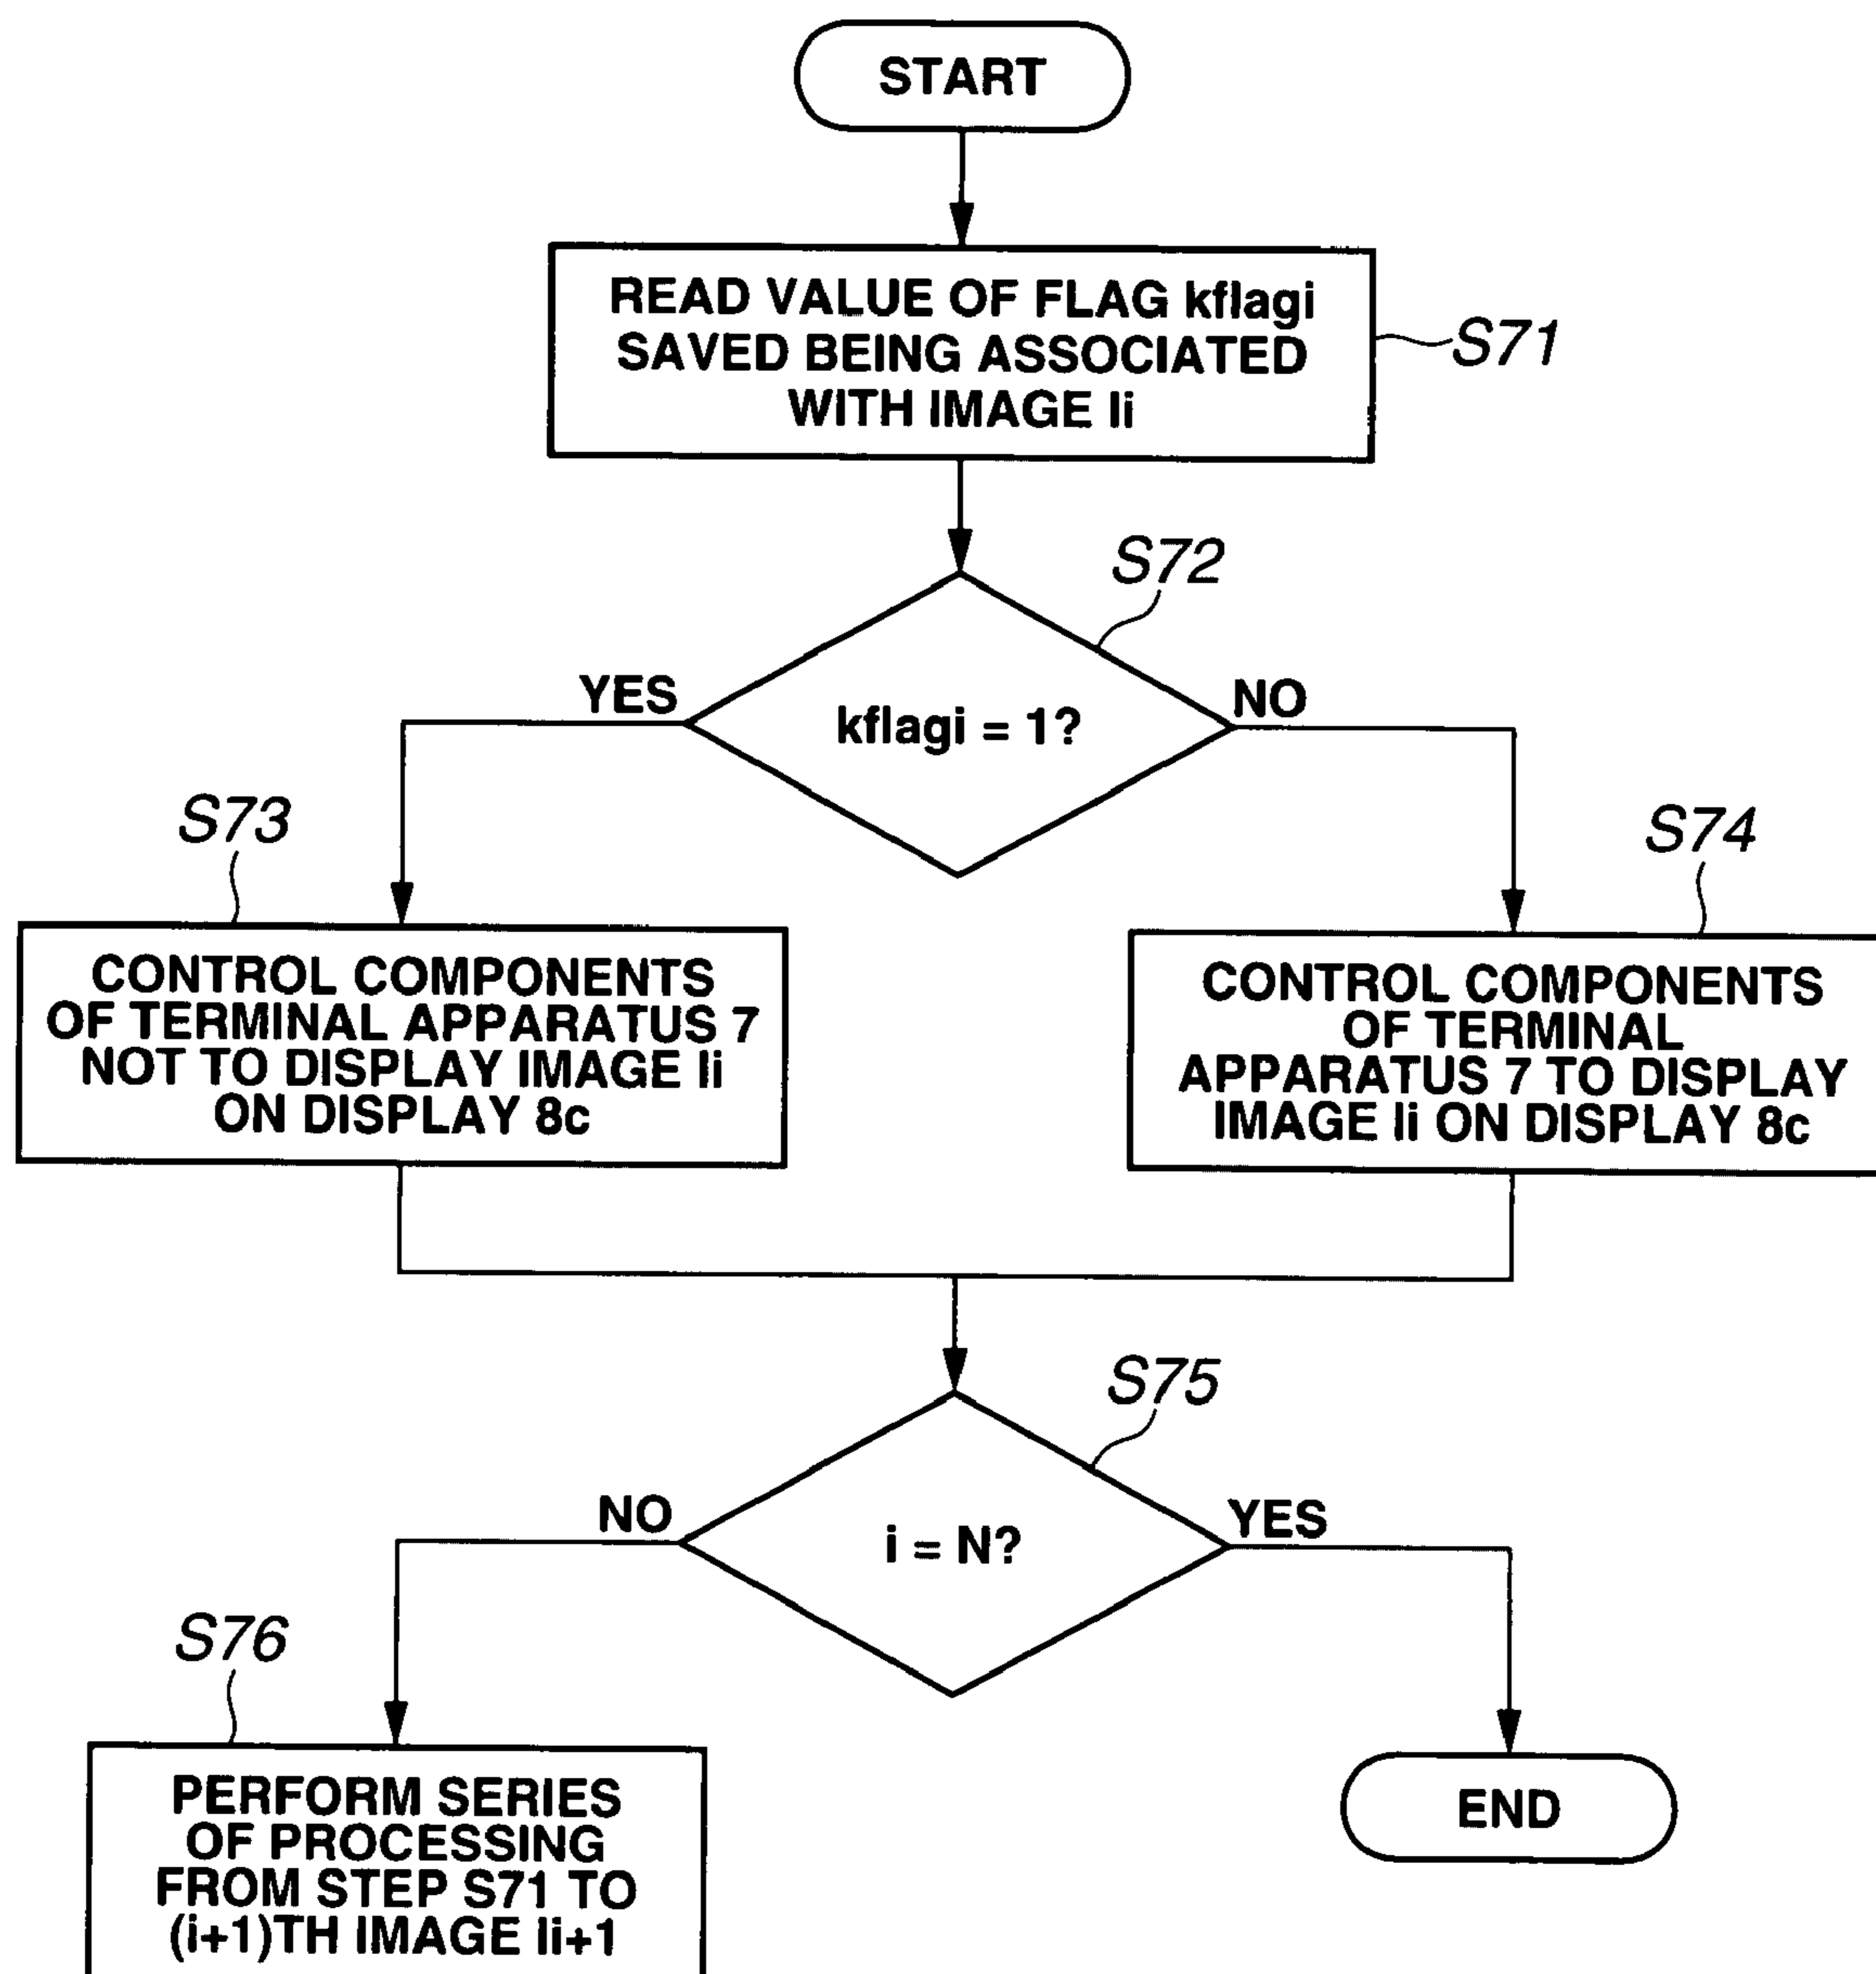 START
READ VALUE OF FLAG kflagi
SAVED BEING ASSOCIATED
WITH IMAGE Ii
S71
S72
YES
NO
kflagi = 1?
S73
S74
CONTROL COMPONENTS
OF TERMINAL APPARATUS 7
NOT TO DISPLAY IMAGE Ii
ON DISPLAY 8c
CONTROL COMPONENTS
OF TERMINAL
APPARATUS 7 TO DISPLAY
IMAGE Ii ON DISPLAY 8c
S75
NO
YES
i = N?
S76
PERFORM SERIES
OF PROCESSING
FROM STEP S71 TO
(i+1)TH IMAGE Ii+1
END